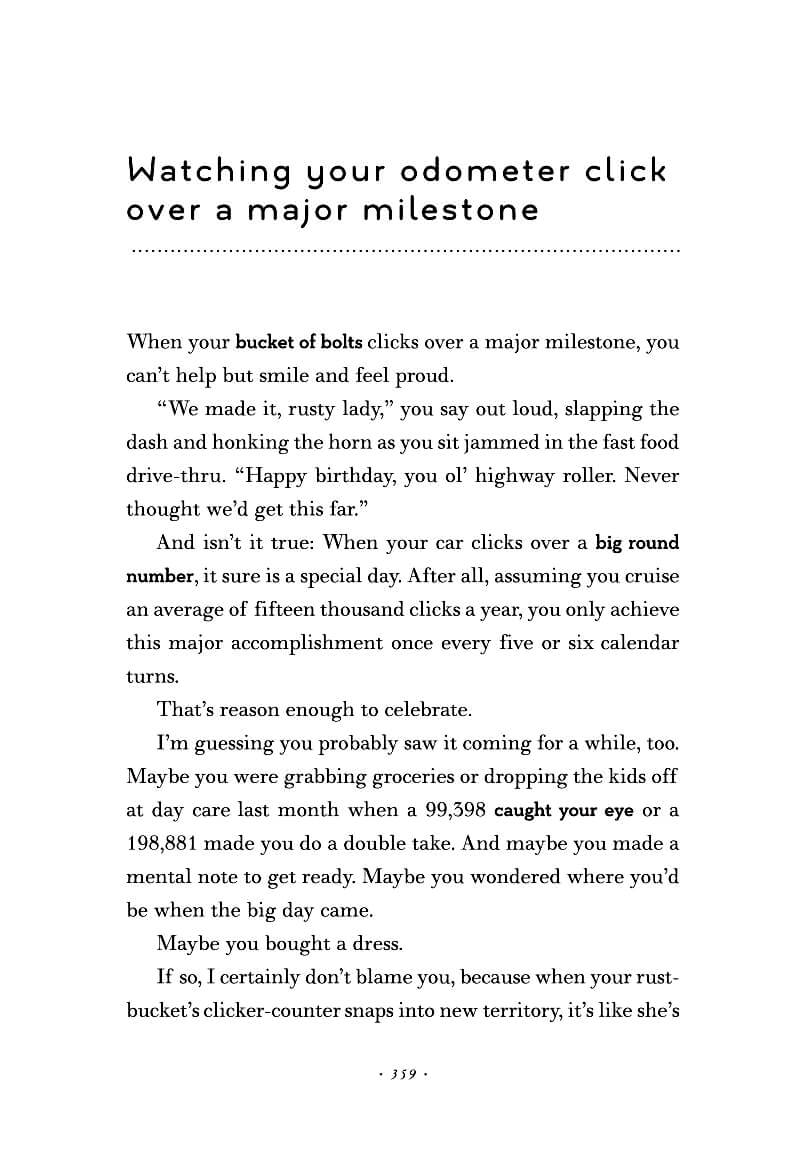 Watching your odometer click
over a major milestone
When your bucket of bolts clicks over a major milestone, you
can’t help but smile and feel proud.
“We made it, rusty lady,” you say out loud, slapping the
dash and honking the horn as you sit jammed in the fast food
drive-thru. “Happy birthday, you ol’ highway roller. Never
thought we’d get this far.”
And isn’t it true: When your car clicks over a big round
number, it sure is a special day. After all, assuming you cruise
an average of fifteen thousand clicks a year, you only achieve
this major accomplishment once every five or six calendar
turns.
That’s reason enough to celebrate.
I’m guessing you probably saw it coming for a while, too.
Maybe you were grabbing groceries or dropping the kids off
at day care last month when a 99,398 caught your eye or a
198,881 made you do a double take. And maybe you made a
mental note to get ready. Maybe you wondered where you’d
be when the big day came.
Maybe you bought a dress.
If so, I certainly don’t blame you, because when your rust-
bucket’s clicker-counter snaps into new territory, it’s like she’s
· 359 ·